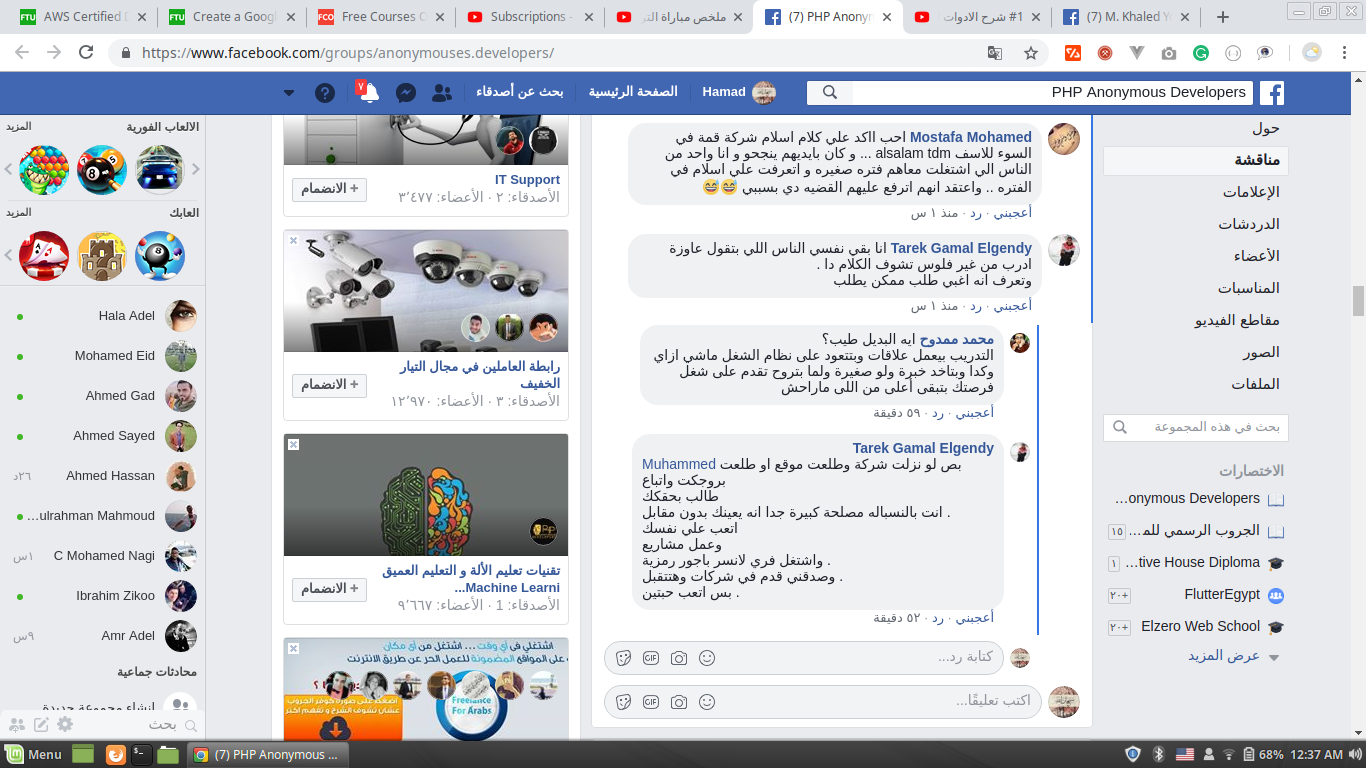 AWS Certified D
Create a Goog
Free Courses O
Subscriptions -
ملخص مباراة التر
(7) PHP Anonym
#1 شرح الادوات
(7) M. Khaled Y
https://www.facebook.com/groups/anonymouses.developers/
PHP Anonymous Developers
Hamad
الصفحة الرئيسية
بحث عن أصدقاء
٧
حول
مناقشة
الإعلامات
الدردشات
الأعضاء
المناسبات
مقاطع الفيديو
الصور
الملفات
بحث في هذه المجموعة
الاختصارات
onymous Developers...
الجروب الرسمي للمـ...
١٥
tive House Diploma...
١
FlutterEgypt
+٢٠
Elzero Web School
+٢٠
عرض المزيد
Mostafa Mohamed احب ااكد علي كلام اسلام شركة قمة في
السوء للاسف alsalam tdm ... و كان بايديهم ينجحو و انا واحد من
الناس الي اشتغلت معاهم فتره صغيره و اتعرفت علي اسلام في
الفتره .. واعتقد انهم اترفع عليهم القضيه دي بسببي 😅😅
أعجبني · رد · منذ ١ س
Tarek Gamal Elgendy انا بقي نفسي الناس اللي بتقول عاوزة
ادرب من غير فلوس تشوف الكلام دا .
وتعرف انه اغبي طلب ممكن يطلب
أعجبني · رد · منذ ١ س
محمد ممدوح ايه البديل طيب؟
التدريب بيعمل علاقات وبتتعود على نظام الشغل ماشي ازاي
وكدا وبتاخد خبرة ولو صغيرة ولما بتروح تقدم على شغل
فرصتك بتبقى أعلى من اللى ماراحش
أعجبني · رد · ٥٩ دقيقة
Tarek Gamal Elgendy
Muhammed بص لو نزلت شركة وطلعت موقع او طلعت
بروجكت واتباع
طالب بحقكك
انت بالنسباله مصلحة كبيرة جدا انه يعينك بدون مقابل .
اتعب علي نفسك
وعمل مشاريع
واشتغل فري لانسر باجور رمزية .
وصدقني قدم في شركات وهتتقبل .
بس اتعب حبتين .
أعجبني · رد · ٥٢ دقيقة
كتابة رد...
اكتب تعليقًا...
IT Support
الأصدقاء: ٢ · الأعضاء: ٣٬٤٧٧
+ الانضمام
رابطة العاملين في مجال التيار
الخفيف
الأصدقاء: ٣ · الأعضاء: ١٢٬٩٧٠
+ الانضمام
تقنيات تعليم الألة و التعليم العميق
Machine Learni...
الأصدقاء: 1 · الأعضاء: ٩٬٦٦٧
+ الانضمام
اشتغلي في أي وقت ... اشتغل من أي مكان
على المواقع المضمونة للعمل الحر عن طريق الانترنت
Freelance
For Arabs
الالعاب الفورية
المزيد
العابك
المزيد
Hala Adel
Mohamed Eid
Ahmed Gad
Ahmed Sayed
Ahmed Hassan
٢٦د
ulrahman Mahmoud...
C Mohamed Nagi
١س
Ibrahim Zikoo
Amr Adel
٩س
محادثات جماعية
إنشاء مجموعة جديدة
بحث
Menu
(7) PHP Anonymous ...
68%
12:37 AM